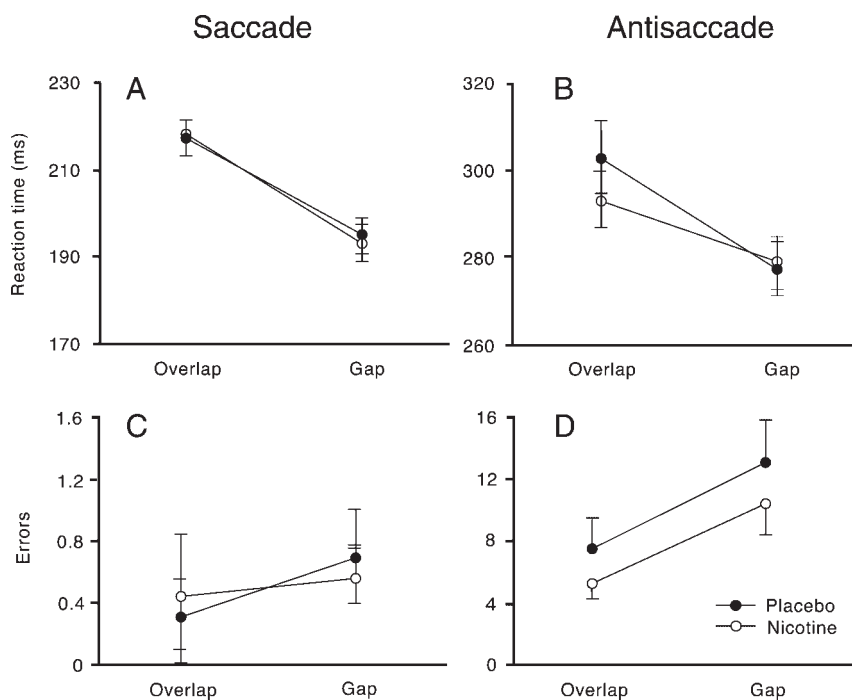 Saccade
Antisaccade
A
B
Reaction time (ms)
230
210
190
170
320
300
280
260
Overlap
Gap
Overlap
Gap
C
D
Errors
1.6
1.2
0.8
0.4
0
16
12
8
4
0
Placebo
Nicotine
Overlap
Gap
Overlap
Gap